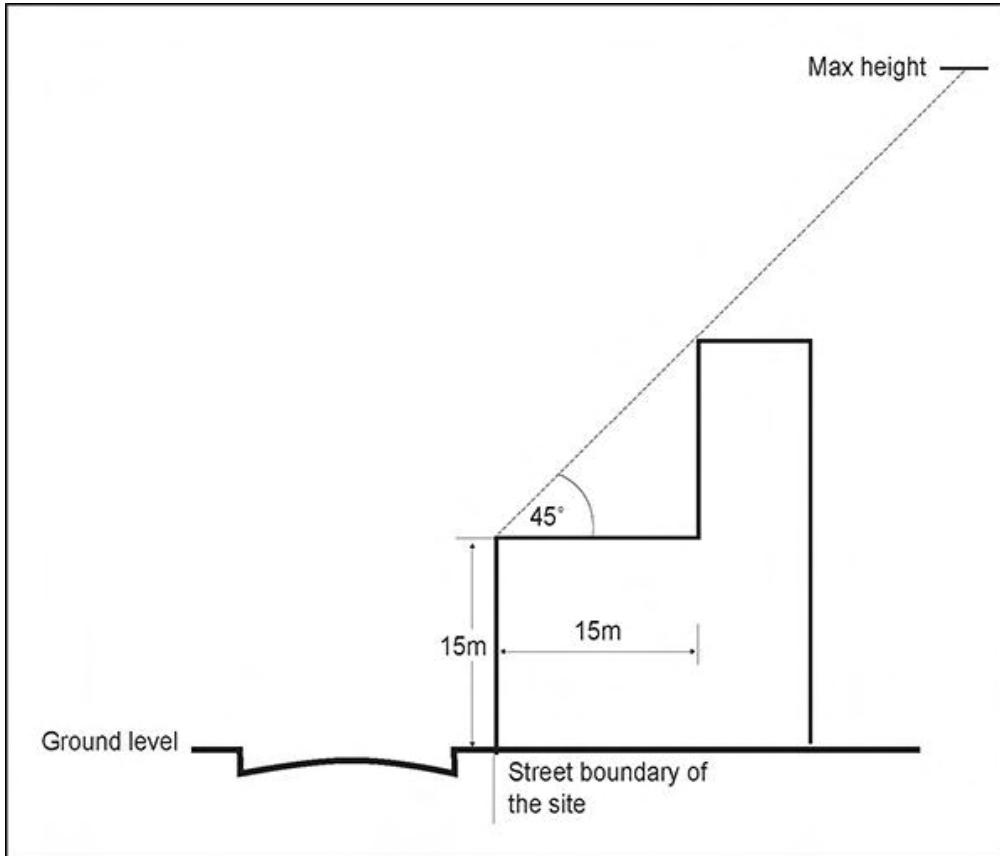 Max height
45°
15m
15m
Ground level
Street boundary of
the site